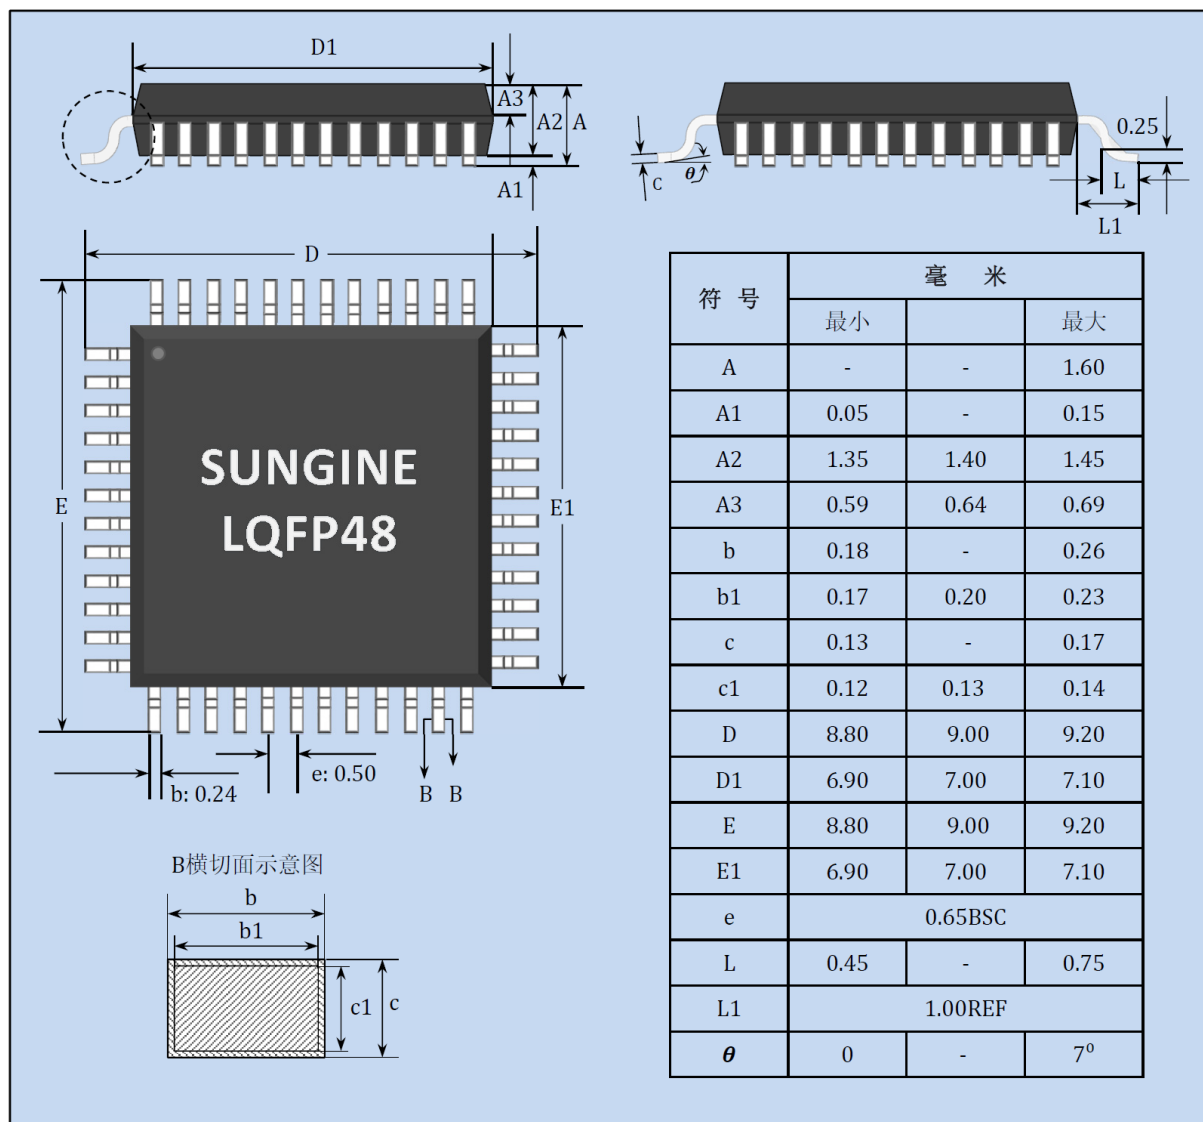 D1
A3
A2
A
A1
0.25
C
θ
L
L1
D
E
SUNGINE
LQFP48
E1
e: 0.50
b: 0.24
B
B
B横切面示意图
b
b1
c1
c
符 号 毫 米
最小 最大
A - - 1.60
A1 0.05 - 0.15
A2 1.35 1.40 1.45
A3 0.59 0.64 0.69
b 0.18 - 0.26
b1 0.17 0.20 0.23
c 0.13 - 0.17
c1 0.12 0.13 0.14
D 8.80 9.00 9.20
D1 6.90 7.00 7.10
E 8.80 9.00 9.20
E1 6.90 7.00 7.10
e 0.65BSC
L 0.45 - 0.75
L1 1.00REF
θ 0 - 7⁰